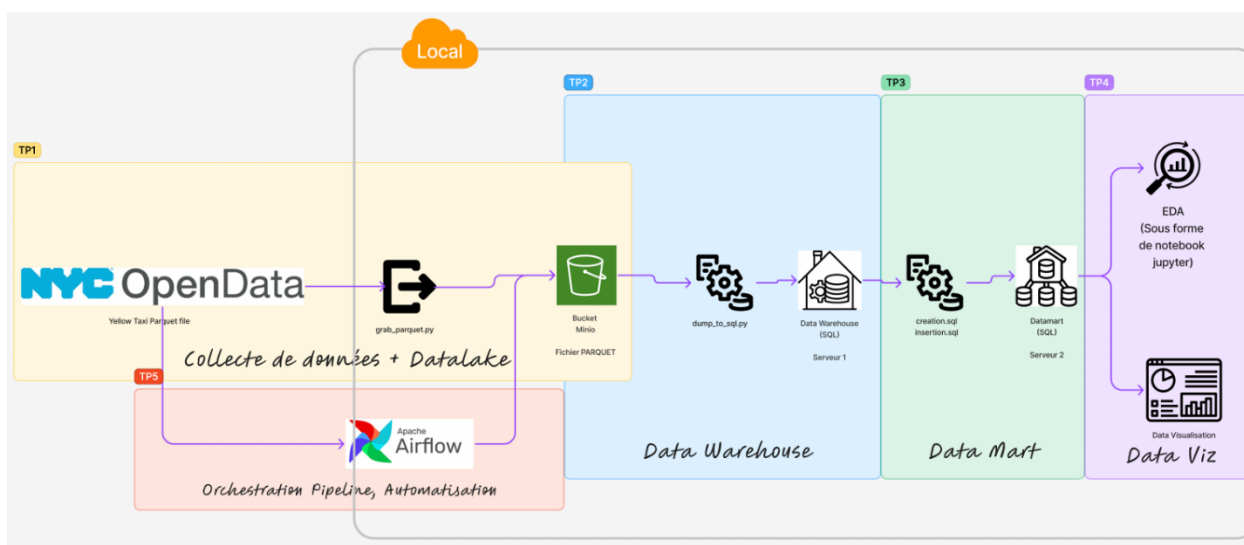 Local
TP1
TP2
TP3
TP4
NYC OpenData
Yellow Taxi Parquet file
grab_parquet.py
Bucket
Minio
Fichier PARQUET
Collecte de données + Datalake
dump_to_sql.py
Data Warehouse
(SQL)
Serveur 1
Data Warehouse
creation.sql
insertion.sql
Datamart
(SQL)
Serveur 2
Data Mart
EDA
(Sous forme
de notebook
jupyter)
Data Visualisation
Data Viz
TP5
Apache
Airflow
Orchestration Pipeline, Automatisation